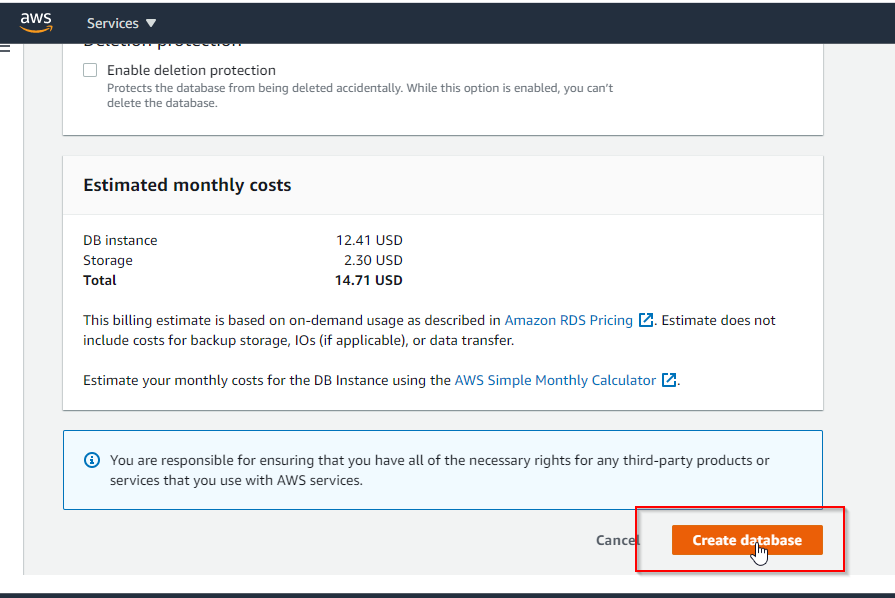 aws
Services
Deletion protection
Enable deletion protection
Protects the database from being deleted accidentally. While this option is enabled, you can't
delete the database.
Estimated monthly costs
DB instance 12.41 USD
Storage 2.30 USD
Total 14.71 USD
This billing estimate is based on on-demand usage as described in Amazon RDS Pricing . Estimate does not
include costs for backup storage, IOs (if applicable), or data transfer.
Estimate your monthly costs for the DB Instance using the AWS Simple Monthly Calculator .
You are responsible for ensuring that you have all of the necessary rights for any third-party products or
services that you use with AWS services.
Cancel Create database